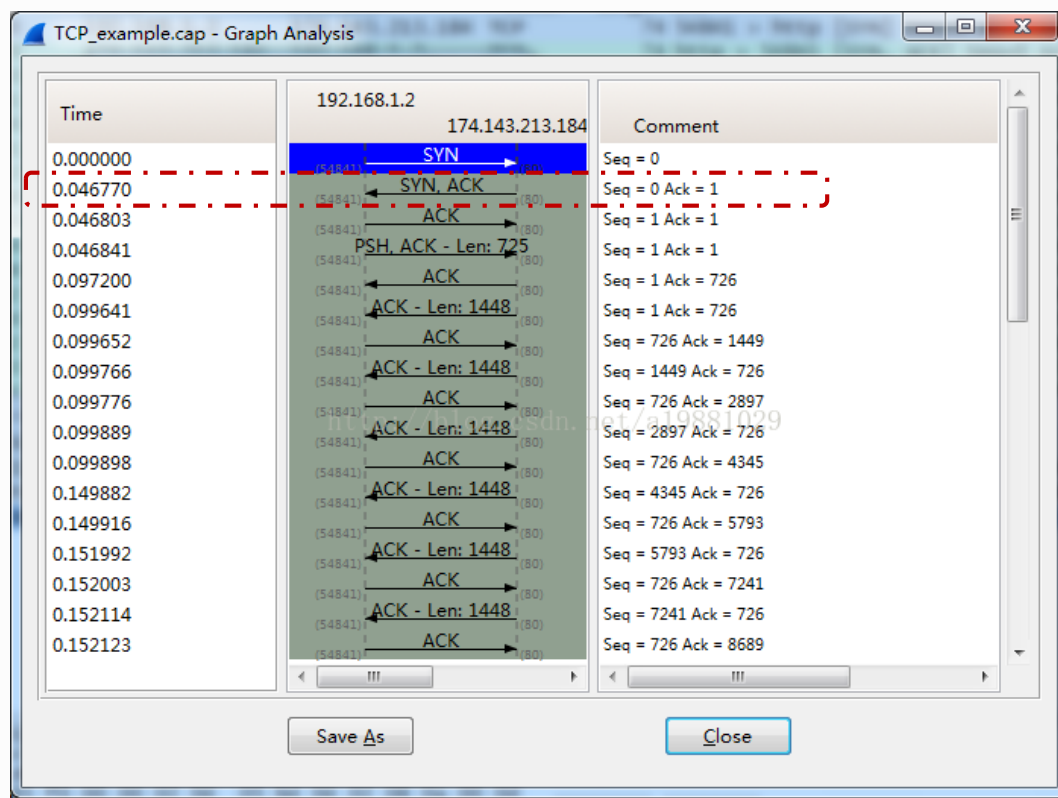 TCP_example.cap - Graph Analysis
Time
192.168.1.2
174.143.213.184
Comment
0.000000 SYN (54841) (80) Seq = 0
0.046770 SYN, ACK (54841) (80) Seq = 0 Ack = 1
0.046803 ACK (54841) (80) Seq = 1 Ack = 1
0.046841 PSH, ACK - Len: 725 (54841) (80) Seq = 1 Ack = 1
0.097200 ACK (54841) (80) Seq = 1 Ack = 726
0.099641 ACK - Len: 1448 (54841) (80) Seq = 1 Ack = 726
0.099652 ACK (54841) (80) Seq = 726 Ack = 1449
0.099766 ACK - Len: 1448 (54841) (80) Seq = 1449 Ack = 726
0.099776 ACK (54841) (80) Seq = 726 Ack = 2897
http://blog.csdn.net/a19881029
0.099889 ACK - Len: 1448 (54841) (80) Seq = 2897 Ack = 726
0.099898 ACK (54841) (80) Seq = 726 Ack = 4345
0.149882 ACK - Len: 1448 (54841) (80) Seq = 4345 Ack = 726
0.149916 ACK (54841) (80) Seq = 726 Ack = 5793
0.151992 ACK - Len: 1448 (54841) (80) Seq = 5793 Ack = 726
0.152003 ACK (54841) (80) Seq = 726 Ack = 7241
0.152114 ACK - Len: 1448 (54841) (80) Seq = 7241 Ack = 726
0.152123 ACK (54841) (80) Seq = 726 Ack = 8689
Save As
Close